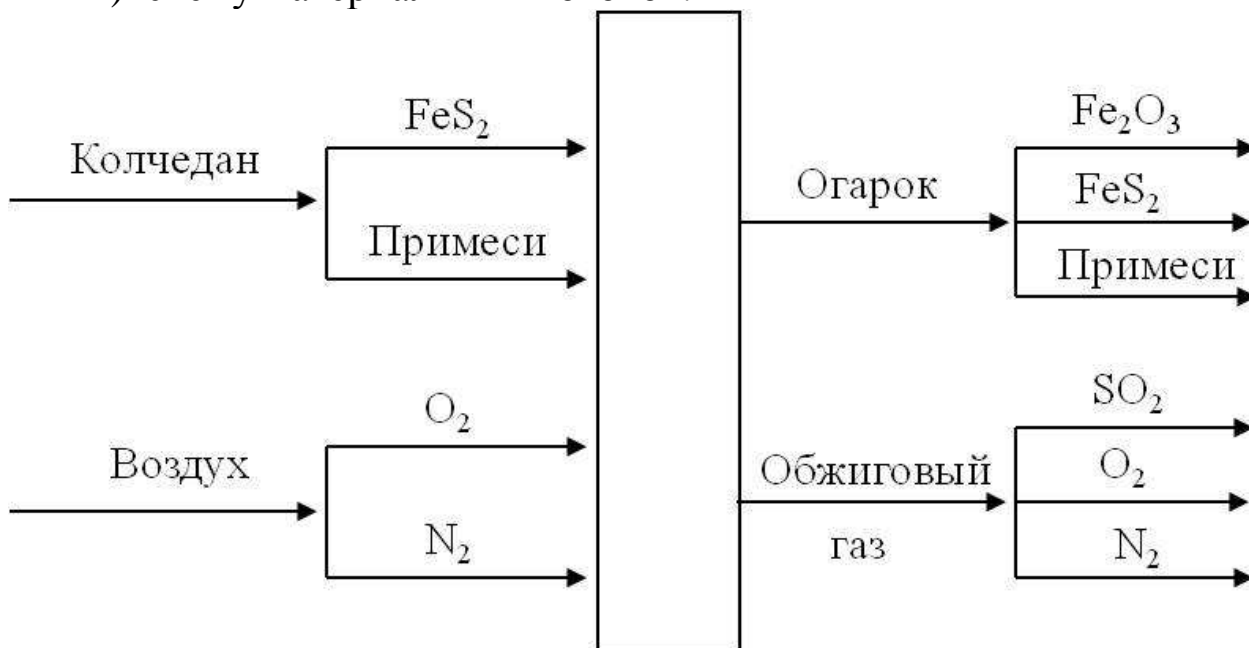 FeS₂
Колчедан
Примеси
O₂
Воздух
N₂
Огарок
Fe₂O₃
FeS₂
Примеси
Обжиговый
газ
SO₂
O₂
N₂